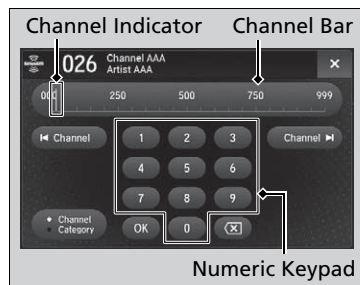 Channel Indicator Channel Bar
026 Channel AAA
Artist AAA
000 250 500 750 999
Channel 1 2 3 Channel
4 5 6
7 8 9
Channel
Category
OK 0
Numeric Keypad